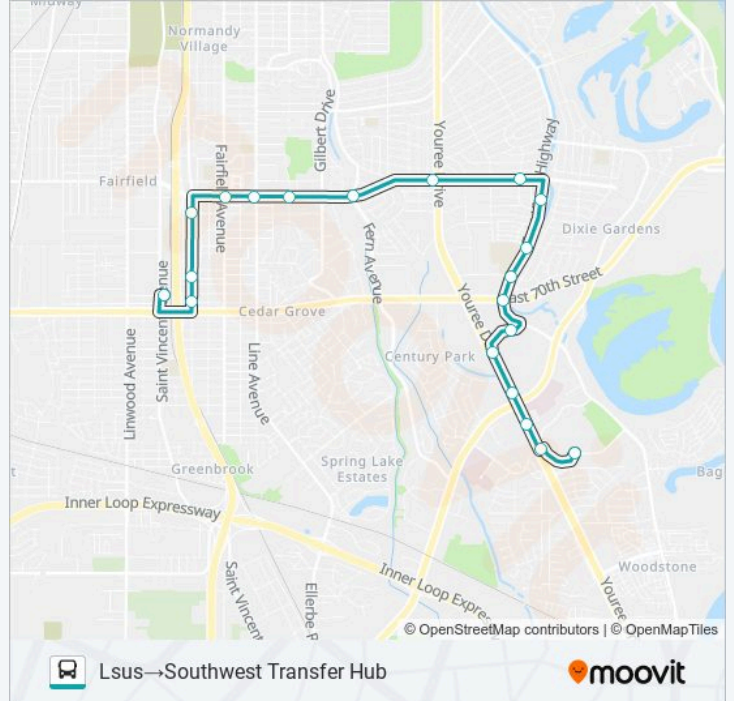 Midway
Normandy
Village
Gilbert Drive
Youree Drive
Highway
Fairfield
Fairfield Avenue
Dixie Gardens
Fern Avenue
East 70th Street
Saint Vincent Avenue
Cedar Grove
Youree D
Linwood Avenue
Line Avenue
Century Park
Greenbrook
Spring Lake
Estates
Bag
t
Inner Loop Expressway
Saint Vincent
Ellerbe R
Inner Loop Expres
Woodstone
Youree
© OpenStreetMap contributors | © OpenMapTiles
Lsus→Southwest Transfer Hub
moovit